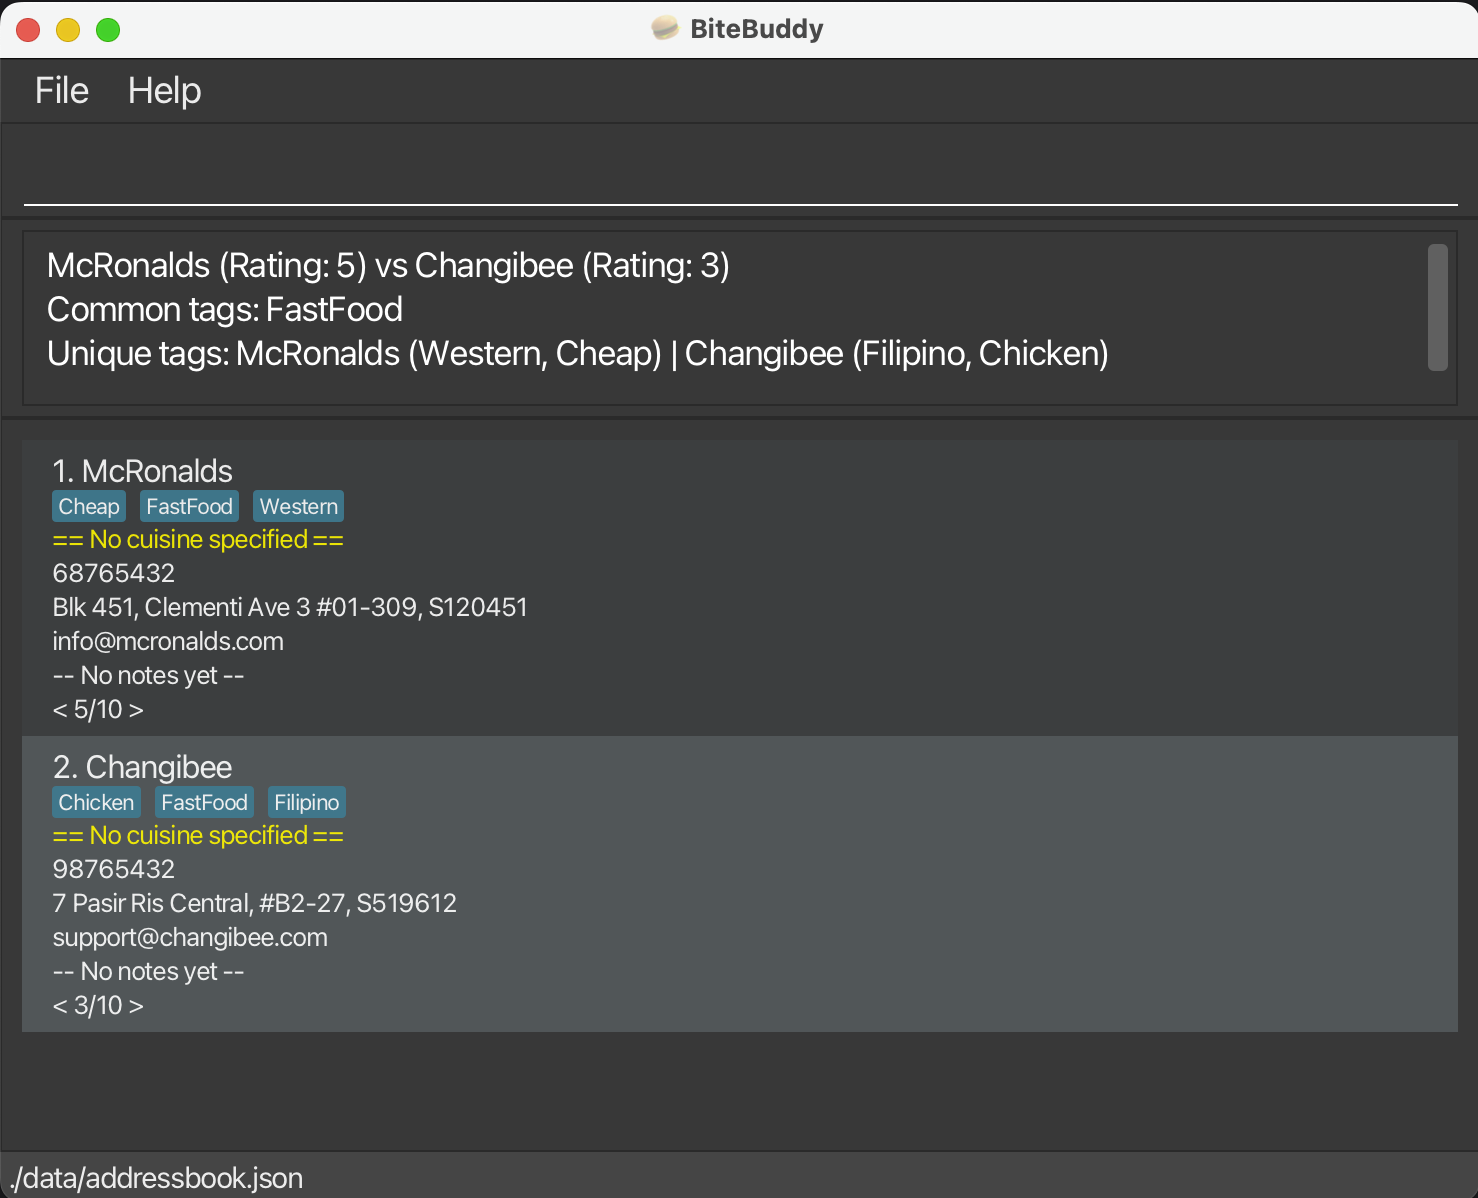 BiteBuddy
File Help
McRonalds (Rating: 5) vs Changibee (Rating: 3)
Common tags: FastFood
Unique tags: McRonalds (Western, Cheap) | Changibee (Filipino, Chicken)
1. McRonalds
Cheap FastFood Western
== No cuisine specified ==
68765432
Blk 451, Clementi Ave 3 #01-309, S120451
info@mcronalds.com
-- No notes yet --
< 5/10 >
2. Changibee
Chicken FastFood Filipino
== No cuisine specified ==
98765432
7 Pasir Ris Central, #B2-27, S519612
support@changibee.com
-- No notes yet --
< 3/10 >
./data/addressbook.json